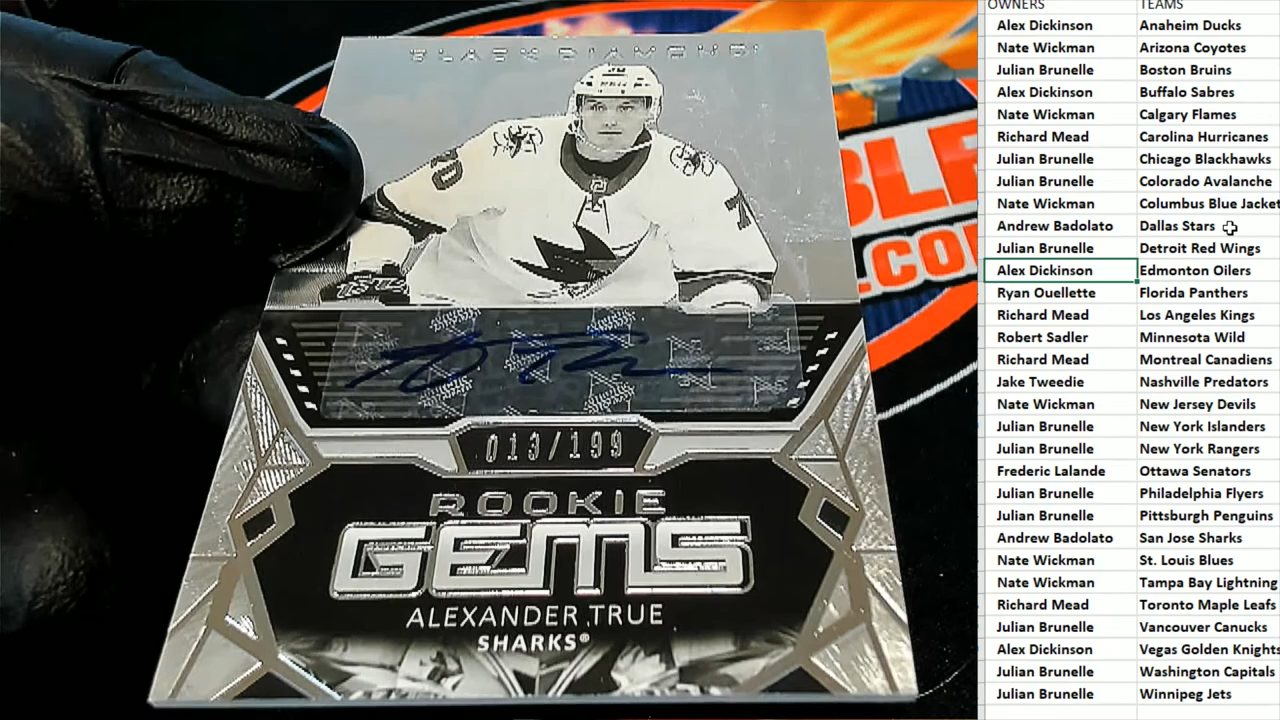 BLACK DIAMOND
70
7
013/199
ROOKIE
GEMS
ALEXANDER TRUE
SHARKS®
BLE
.CO
OWNERS TEAMS
Alex Dickinson Anaheim Ducks
Nate Wickman Arizona Coyotes
Julian Brunelle Boston Bruins
Alex Dickinson Buffalo Sabres
Nate Wickman Calgary Flames
Richard Mead Carolina Hurricanes
Julian Brunelle Chicago Blackhawks
Julian Brunelle Colorado Avalanche
Nate Wickman Columbus Blue Jacket
Andrew Badolato Dallas Stars
Julian Brunelle Detroit Red Wings
Alex Dickinson Edmonton Oilers
Ryan Ouellette Florida Panthers
Richard Mead Los Angeles Kings
Robert Sadler Minnesota Wild
Richard Mead Montreal Canadiens
Jake Tweedie Nashville Predators
Nate Wickman New Jersey Devils
Julian Brunelle New York Islanders
Julian Brunelle New York Rangers
Frederic Lalande Ottawa Senators
Julian Brunelle Philadelphia Flyers
Julian Brunelle Pittsburgh Penguins
Andrew Badolato San Jose Sharks
Nate Wickman St. Louis Blues
Nate Wickman Tampa Bay Lightning
Richard Mead Toronto Maple Leafs
Julian Brunelle Vancouver Canucks
Alex Dickinson Vegas Golden Knights
Julian Brunelle Washington Capitals
Julian Brunelle Winnipeg Jets